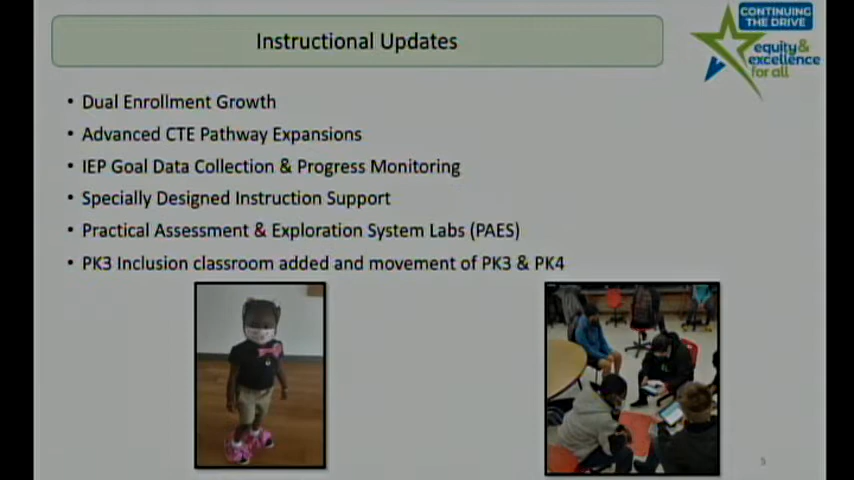 Instructional Updates
CONTINUING
THE DRIVE
equity &
excellence
for all
• Dual Enrollment Growth
• Advanced CTE Pathway Expansions
• IEP Goal Data Collection & Progress Monitoring
• Specially Designed Instruction Support
• Practical Assessment & Exploration System Labs (PAES)
• PK3 Inclusion classroom added and movement of PK3 & PK4
5